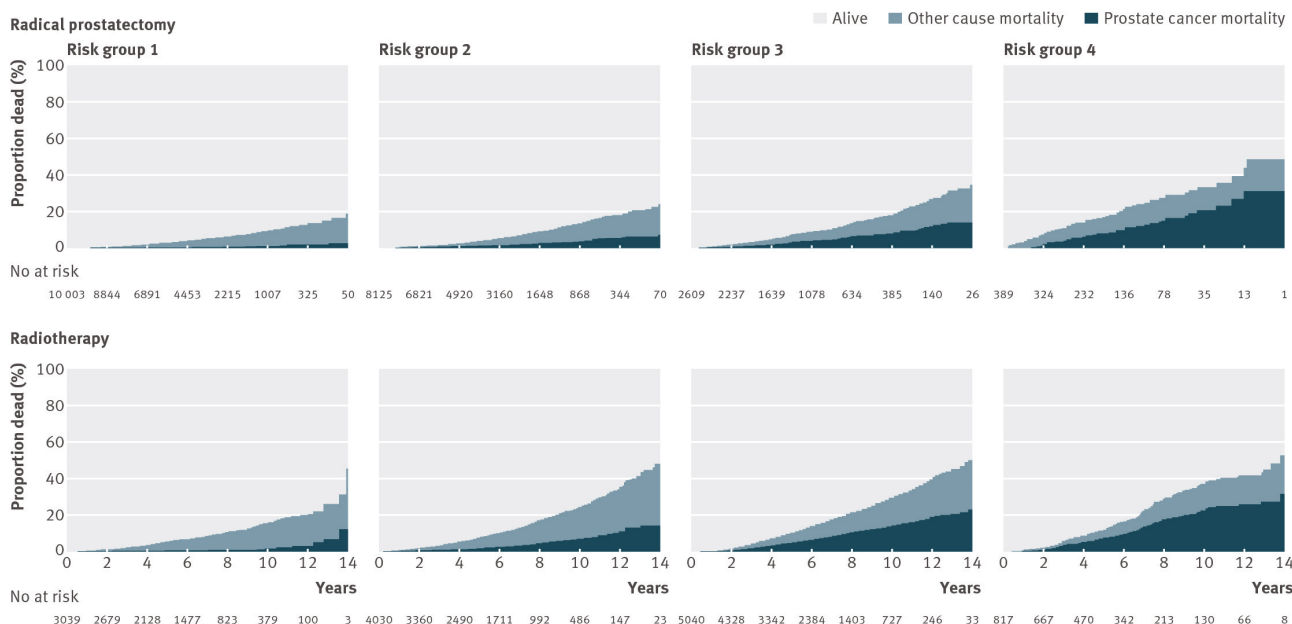 Radical prostatectomy
Alive Other cause mortality Prostate cancer mortality
Risk group 1 Risk group 2 Risk group 3 Risk group 4
Proportion dead (%)
100
80
60
40
20
0
No at risk
10 003 8844 6891 4453 2215 1007 325 50 8125 6821 4920 3160 1648 868 344 70 2609 2237 1639 1078 634 385 140 26 389 324 232 136 78 35 13 1
Radiotherapy
Proportion dead (%)
100
80
60
40
20
0
0 2 4 6 8 10 12 14 0 2 4 6 8 10 12 14 0 2 4 6 8 10 12 14 0 2 4 6 8 10 12 14
Years Years Years Years
No at risk
3039 2679 2128 1477 823 379 100 3 4030 3360 2490 1711 992 486 147 23 5040 4328 3342 2384 1403 727 246 33 817 667 470 342 213 130 66 8